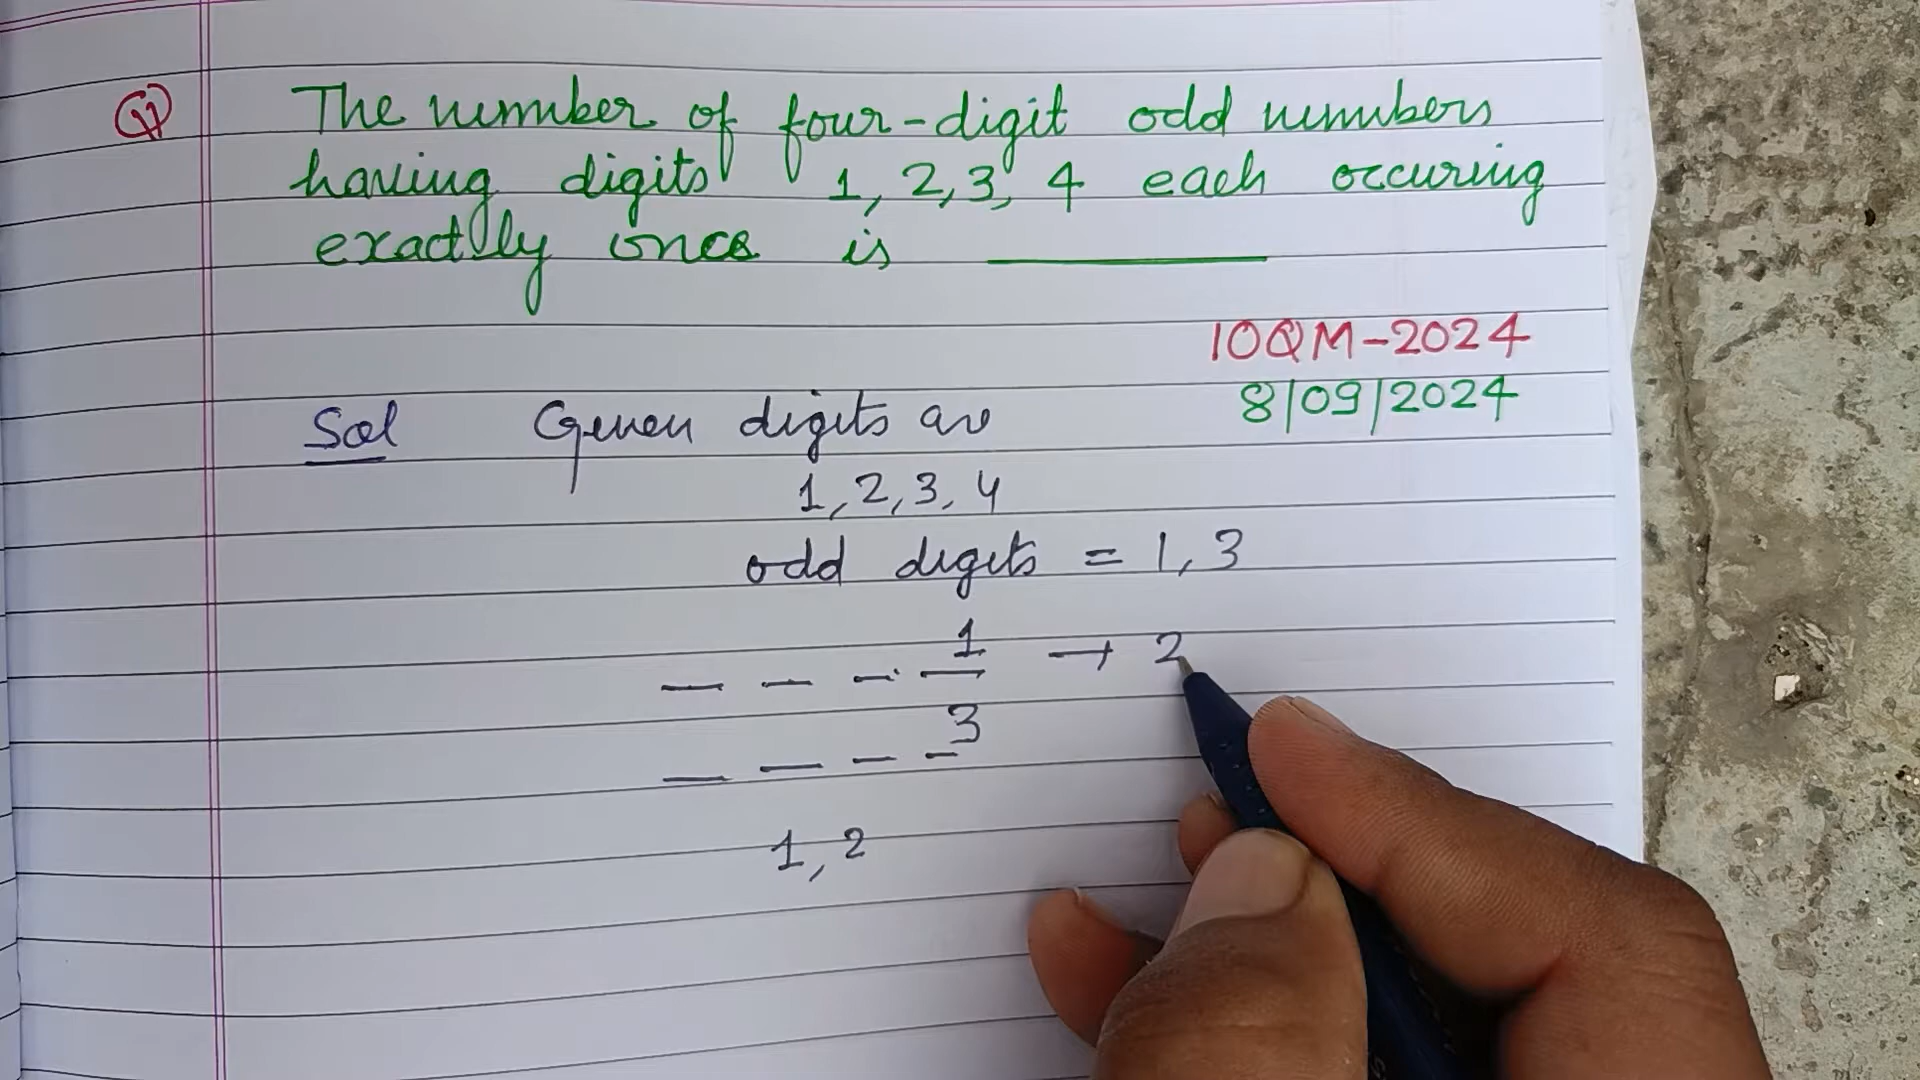 Q) The number of four-digit odd numbers
having digits 1, 2, 3, 4 each occuring
exactly once is ________
IOQM-2024
8/09/2024
Sol Given digits are
1, 2, 3, 4
odd digits = 1, 3
_ _ _ 1 → 2
_ _ _ 3
1, 2